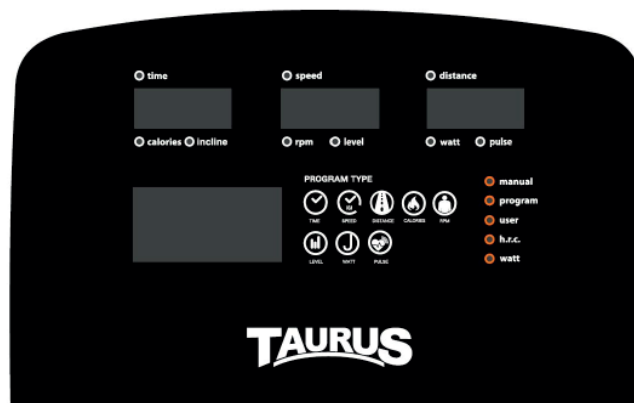 time speed distance
calories incline rpm level watt pulse
PROGRAM TYPE
manual
program
user
h.r.c.
watt
TIME SPEED DISTANCE CALORIES RPM
LEVEL WATT PULSE
TAURUS